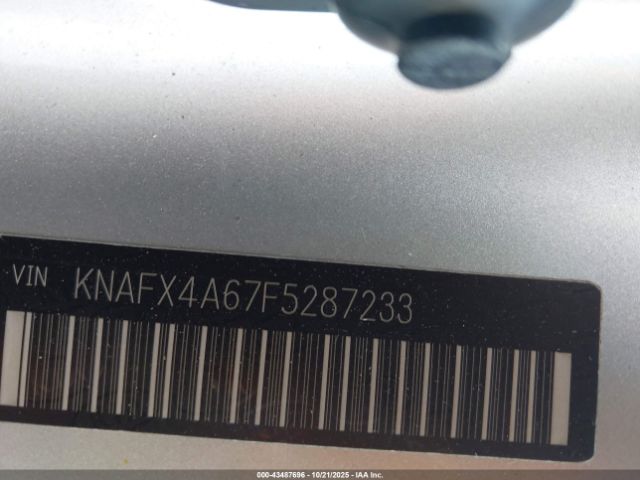 VIN KNAFX4A67F5287233
000-43487696 - 10/21/2025 - IAA Inc.